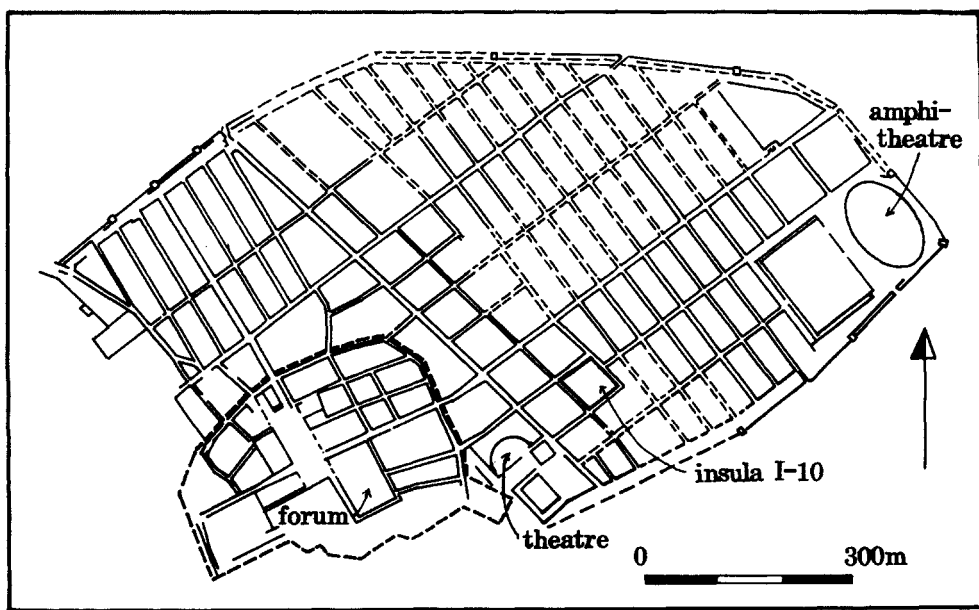 amphi-
theatre
insula I-10
forum
theatre
0 300m